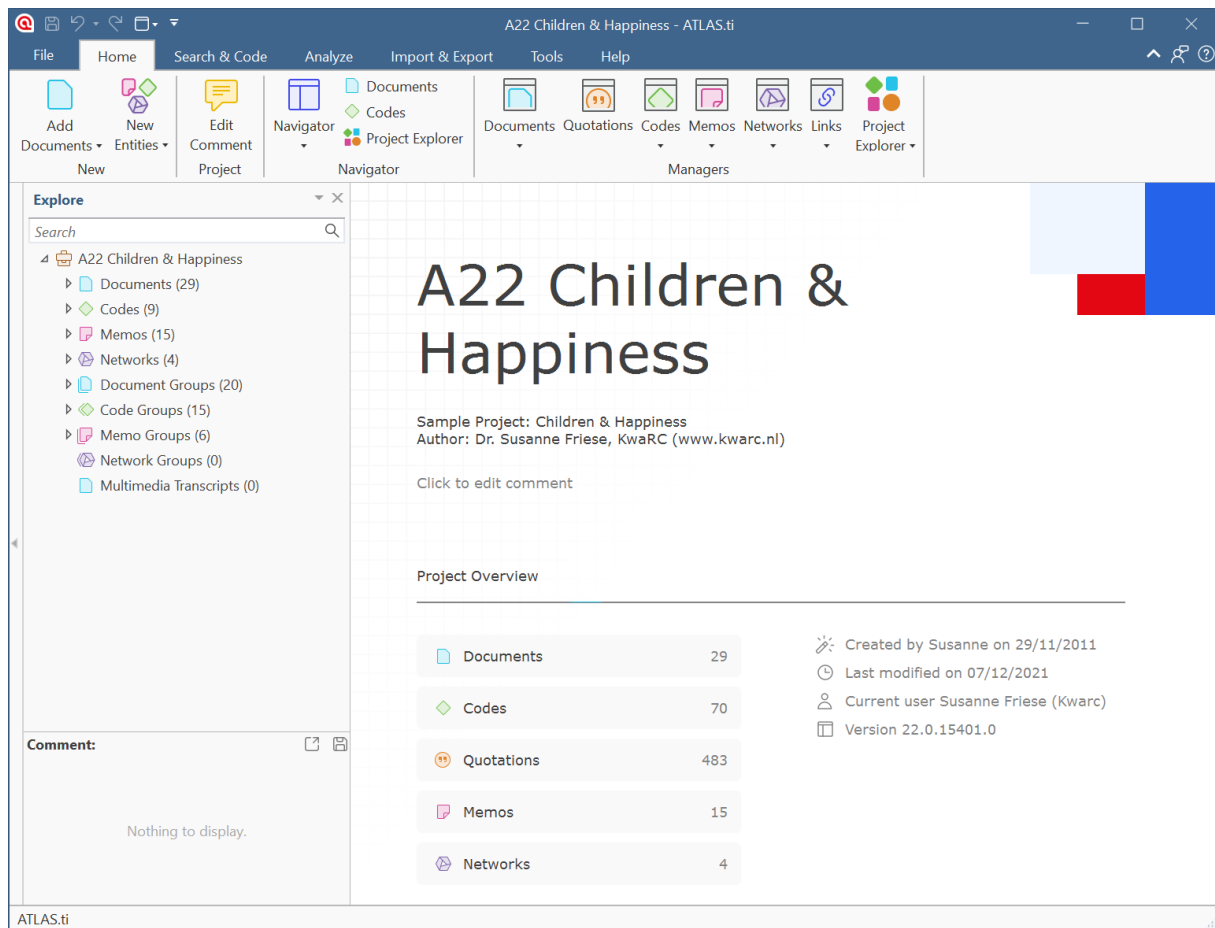 A22 Children & Happiness - ATLAS.ti
File Home Search & Code Analyze Import & Export Tools Help
Add Documents
New Entities
New
Edit Comment
Project
Navigator
Documents
Codes
Project Explorer
Navigator
Documents Quotations Codes Memos Networks Links Project Explorer
Managers
Explore
Search
A22 Children & Happiness
Documents (29)
Codes (9)
Memos (15)
Networks (4)
Document Groups (20)
Code Groups (15)
Memo Groups (6)
Network Groups (0)
Multimedia Transcripts (0)
Comment:
Nothing to display.
A22 Children &
Happiness
Sample Project: Children & Happiness
Author: Dr. Susanne Friese, KwaRC (www.kwarc.nl)
Click to edit comment
Project Overview
Documents 29
Codes 70
Quotations 483
Memos 15
Networks 4
Created by Susanne on 29/11/2011
Last modified on 07/12/2021
Current user Susanne Friese (Kwarc)
Version 22.0.15401.0
ATLAS.ti